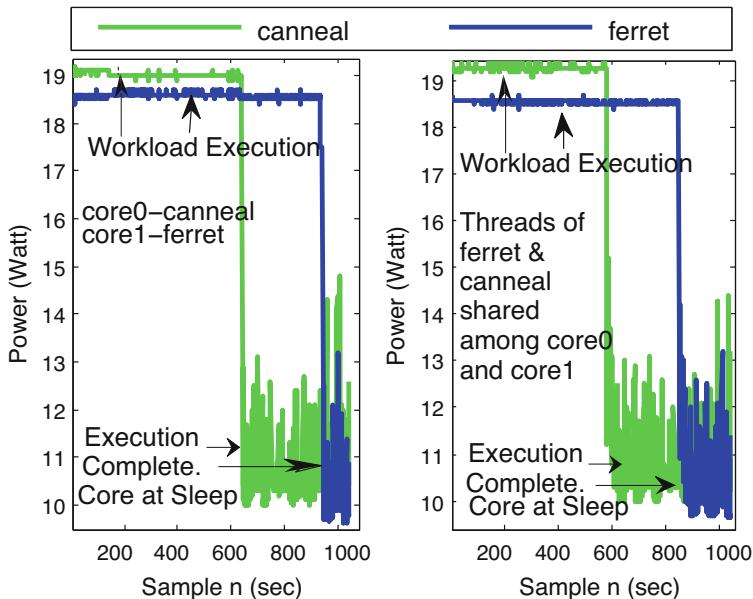 canneal
ferret
19
18
17
16
15
14
13
12
11
10
Power (Watt)
Workload Execution
core0−canneal
core1−ferret
Execution
Complete.
Core at Sleep
200
400
600
800
1000
Sample n (sec)
19
18
17
16
15
14
13
12
11
10
Power (Watt)
Workload Execution
Threads of
ferret &
canneal
shared
among core0
and core1
Execution
Complete.
Core at Sleep
200
400
600
800
1000
Sample n (sec)